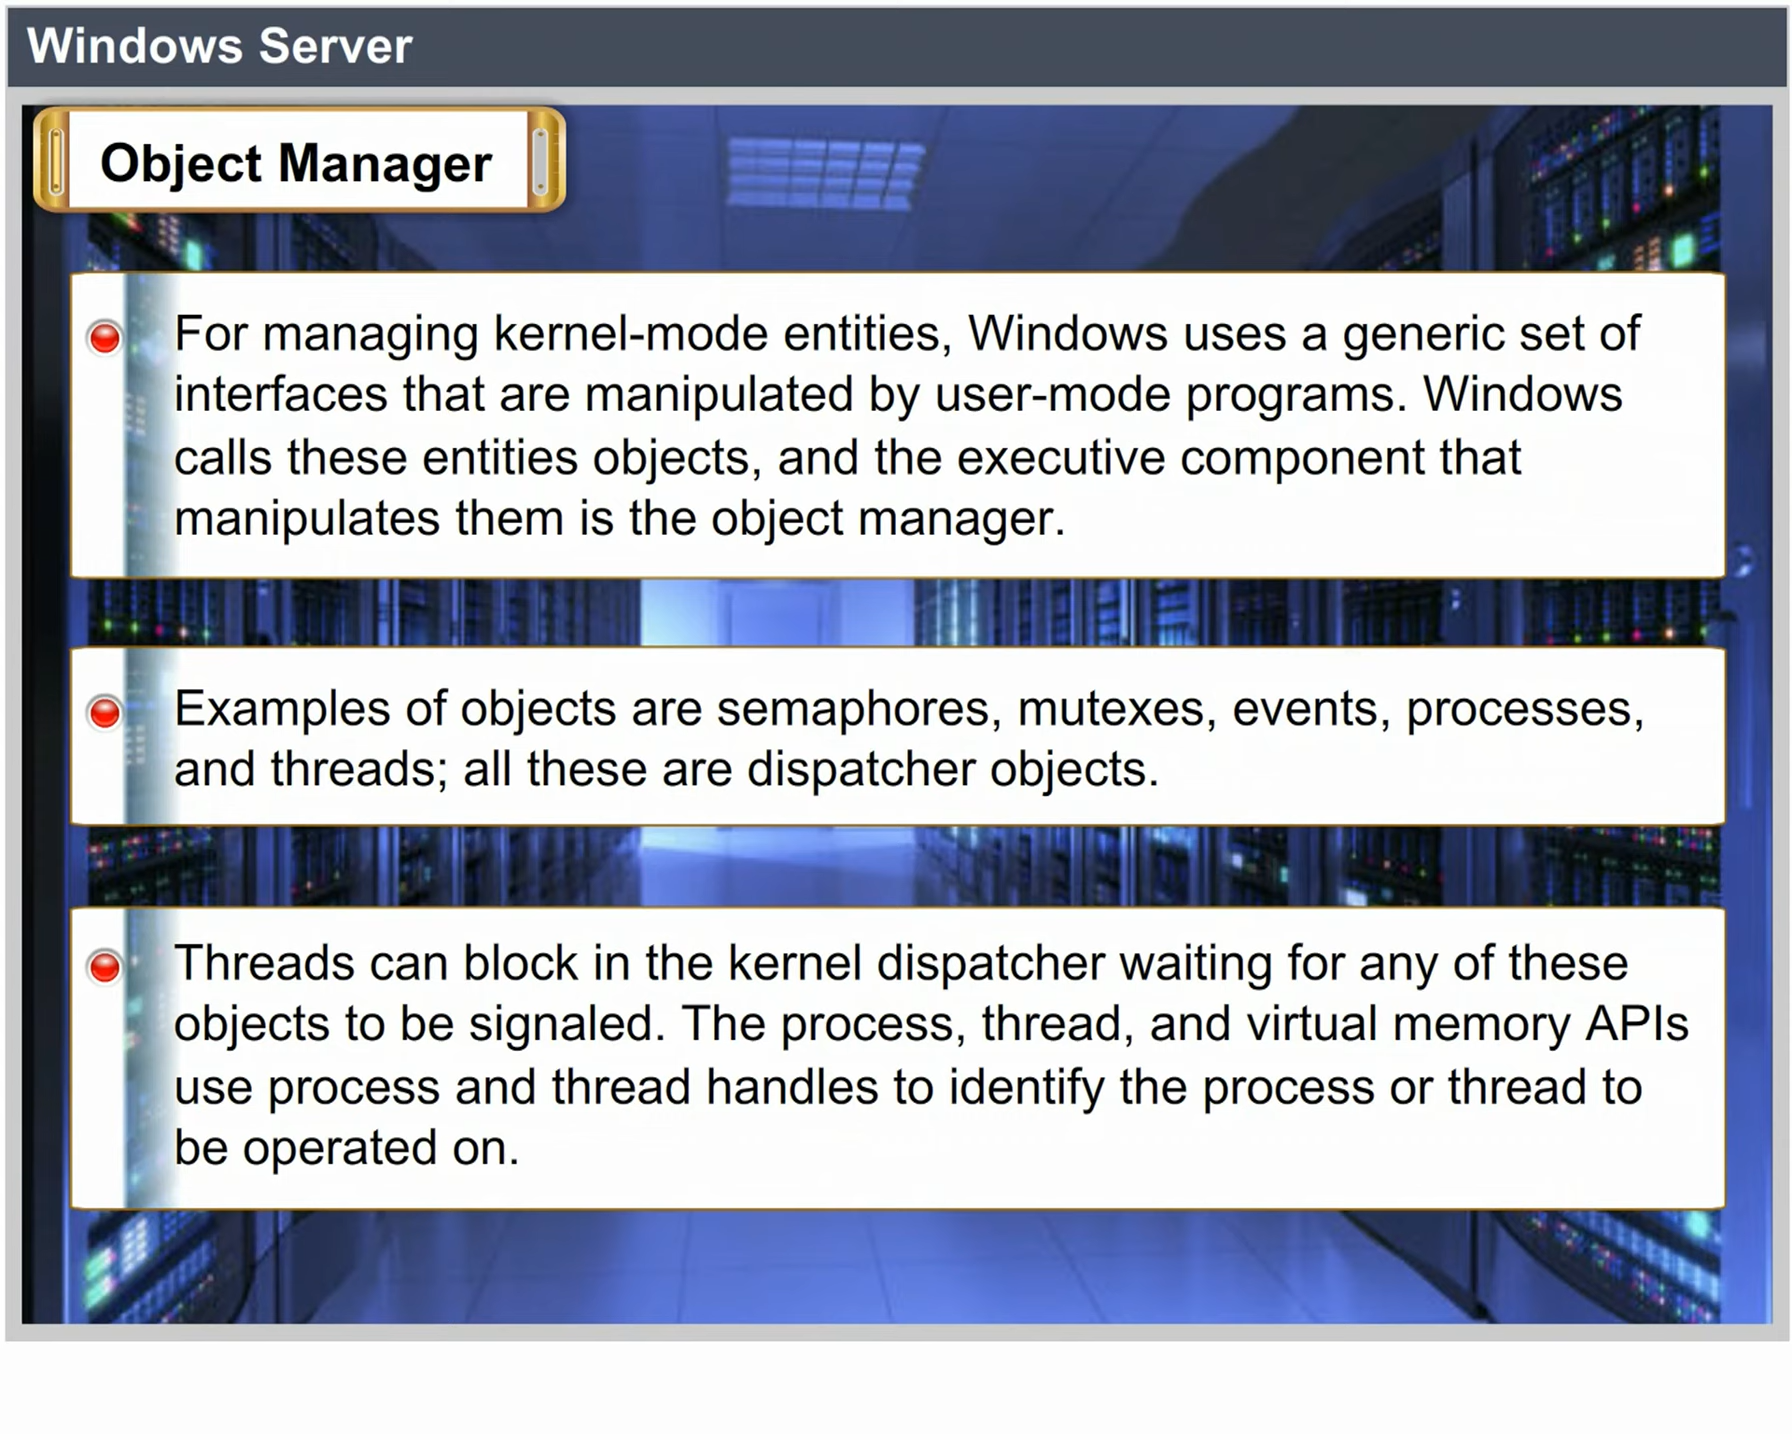 Windows Server
Object Manager
For managing kernel-mode entities, Windows uses a generic set of
interfaces that are manipulated by user-mode programs. Windows
calls these entities objects, and the executive component that
manipulates them is the object manager.
Examples of objects are semaphores, mutexes, events, processes,
and threads; all these are dispatcher objects.
Threads can block in the kernel dispatcher waiting for any of these
objects to be signaled. The process, thread, and virtual memory APIs
use process and thread handles to identify the process or thread to
be operated on.